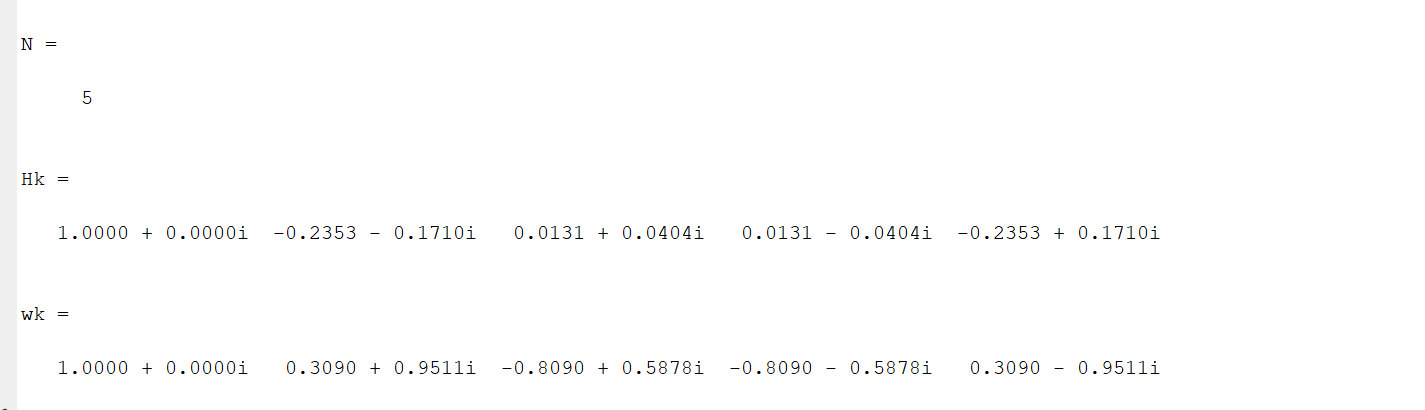 N =
5
Hk =
1.0000 + 0.0000i  -0.2353 - 0.1710i   0.0131 + 0.0404i   0.0131 - 0.0404i  -0.2353 + 0.1710i
wk =
1.0000 + 0.0000i   0.3090 + 0.9511i  -0.8090 + 0.5878i  -0.8090 - 0.5878i   0.3090 - 0.9511i